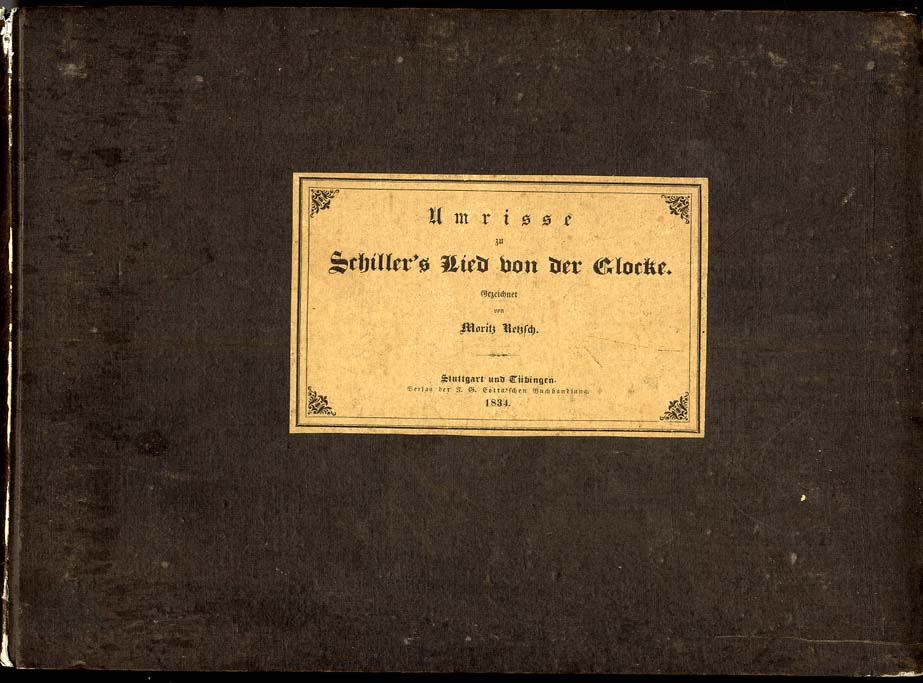 Umrisse
zu
Schiller's Lied von der Glocke.
Gezeichnet
von
Moritz Retzsch.
Stuttgart und Tübingen.
Verlag der J. G. Cotta'schen Buchhandlung.
1834.